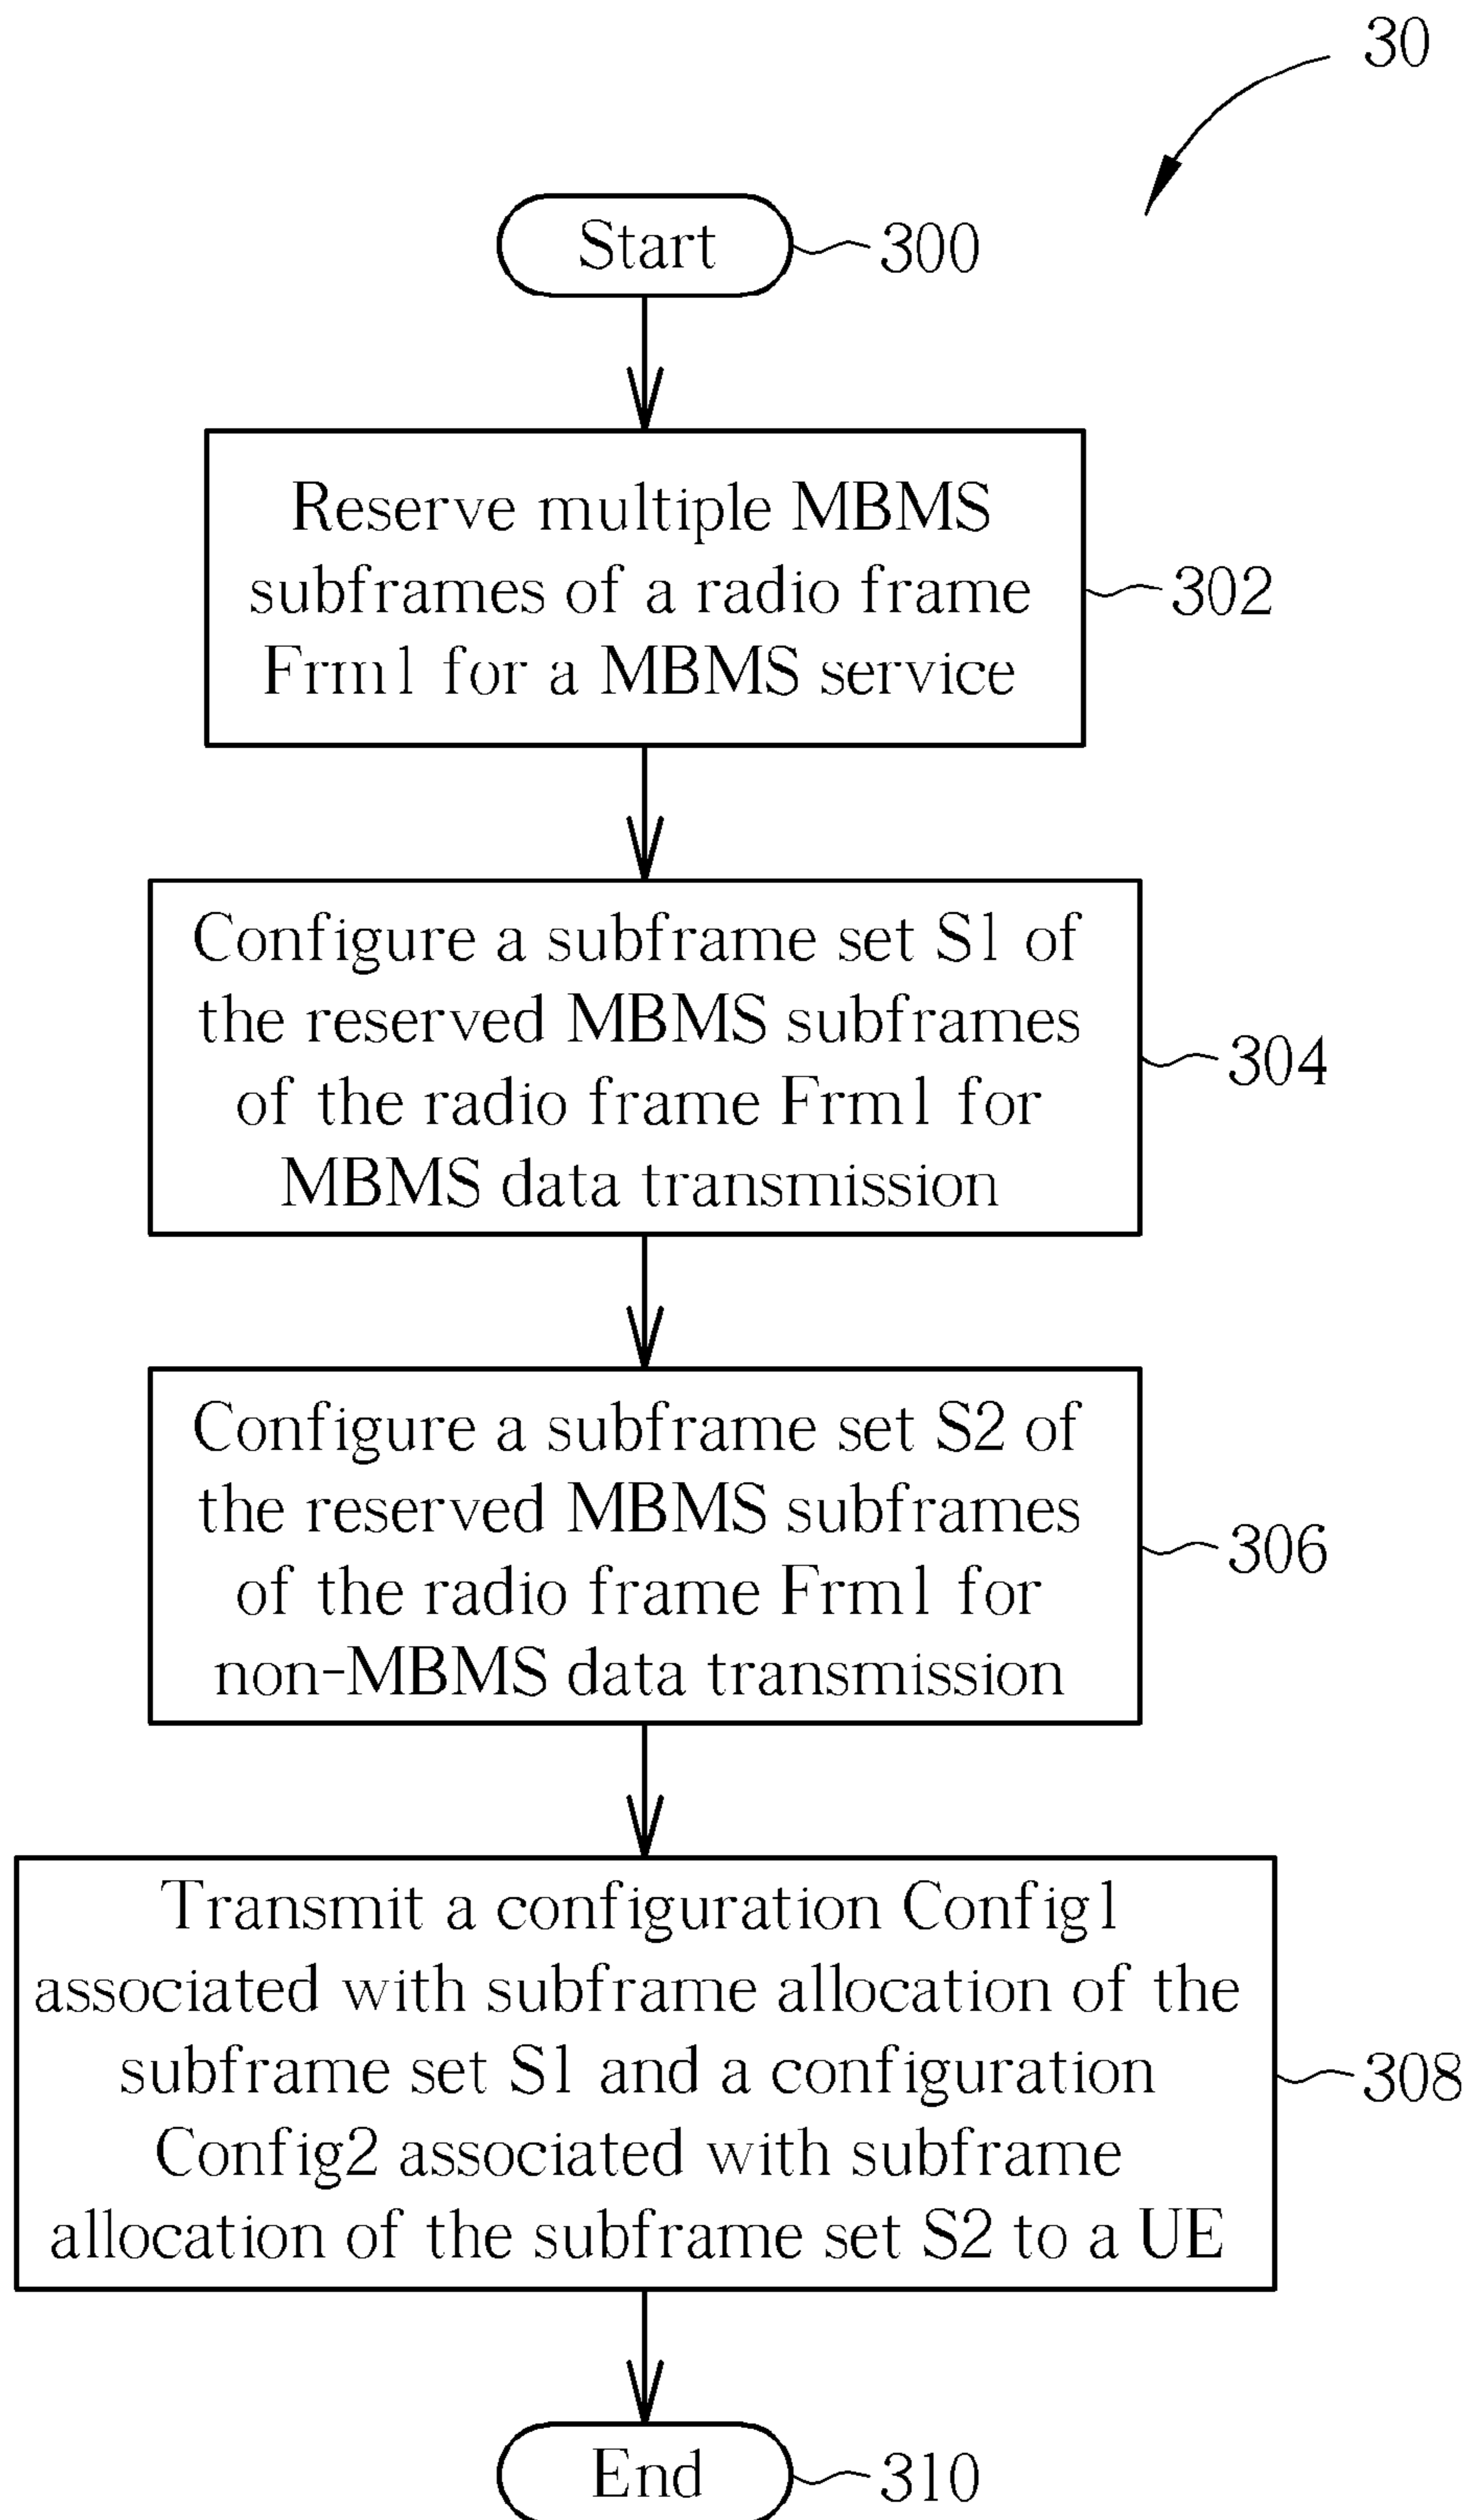 30
Start
300
Reserve multiple MBMS
subframes of a radio frame
Frm1 for a MBMS service
302
Configure a subframe set S1 of
the reserved MBMS subframes
of the radio frame Frm1 for
MBMS data transmission
304
Configure a subframe set S2 of
the reserved MBMS subframes
of the radio frame Frm1 for
non-MBMS data transmission
306
Transmit a configuration Config1
associated with subframe allocation of the
subframe set S1 and a configuration
Config2 associated with subframe
allocation of the subframe set S2 to a UE
308
End
310